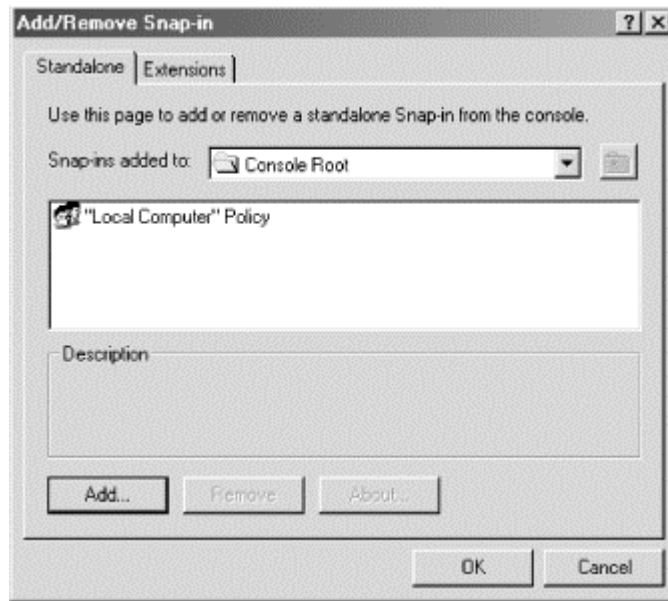 Add/Remove Snap-in
Standalone Extensions
Use this page to add or remove a standalone Snap-in from the console.
Snap-ins added to: Console Root
"Local Computer" Policy
Description
Add... Remove About...
OK Cancel